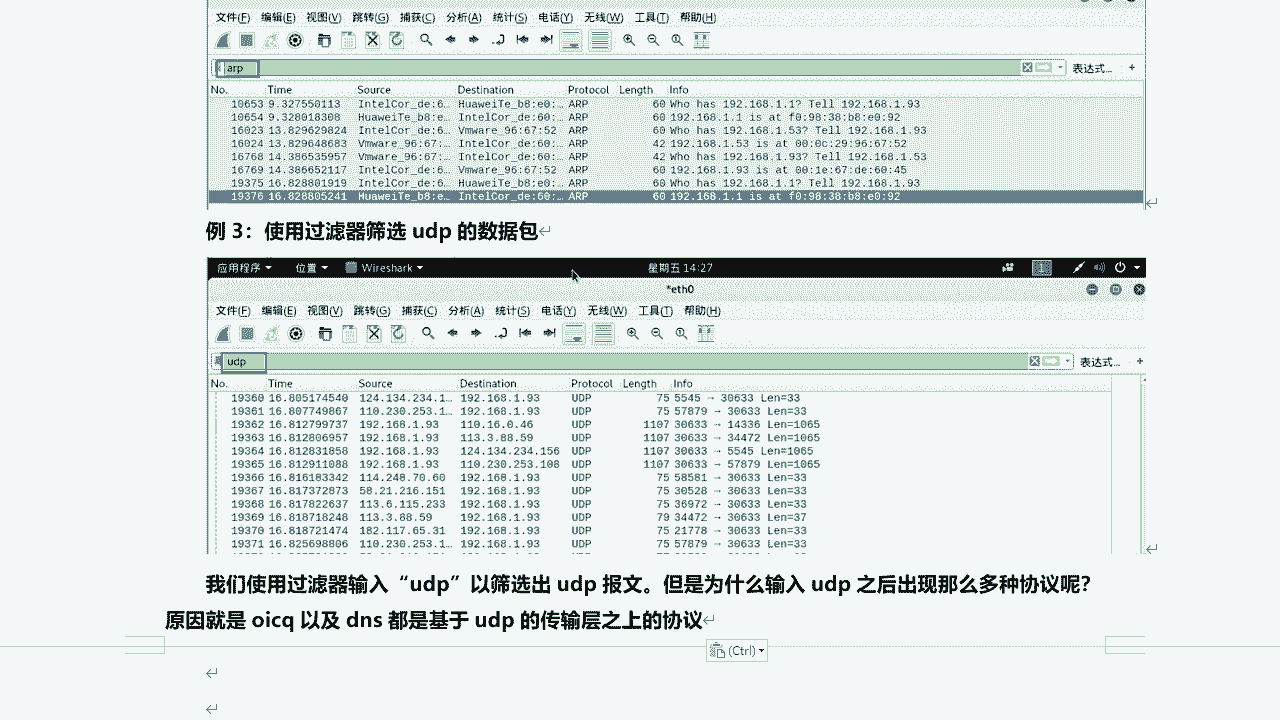 文件(F) 编辑(E) 视图(V) 跳转(G) 捕获(C) 分析(A) 统计(S) 电话(Y) 无线(W) 工具(T) 帮助(H)
arp 表达式… +
No. Time Source Destination Protocol Length Info
10653 9.327550113 IntelCor_de:6… HuaweiTe_b8:e0:… ARP 60 Who has 192.168.1.1? Tell 192.168.1.93
10654 9.328018308 HuaweiTe_b8:e… IntelCor_de:60:… ARP 60 192.168.1.1 is at f0:98:38:b8:e0:92
16023 13.829629824 IntelCor_de:6… Vmware_96:67:52 ARP 60 Who has 192.168.1.53? Tell 192.168.1.93
16024 13.829648683 Vmware_96:67:… IntelCor_de:60:… ARP 42 192.168.1.53 is at 00:0c:29:96:67:52
16768 14.386535957 Vmware_96:67:… IntelCor_de:60:… ARP 42 Who has 192.168.1.93? Tell 192.168.1.53
16769 14.386652117 IntelCor_de:6… Vmware_96:67:52 ARP 60 192.168.1.93 is at 00:1e:67:de:60:45
19375 16.828801919 IntelCor_de:6… HuaweiTe_b8:e0:… ARP 60 Who has 192.168.1.1? Tell 192.168.1.93
19376 16.828805241 HuaweiTe_b8:e… IntelCor_de:60:… ARP 60 192.168.1.1 is at f0:98:38:b8:e0:92
例 3：使用过滤器筛选 udp 的数据包
应用程序 位置 Wireshark 星期五 14:27
*eth0
文件(F) 编辑(E) 视图(V) 跳转(G) 捕获(C) 分析(A) 统计(S) 电话(Y) 无线(W) 工具(T) 帮助(H)
udp 表达式… +
No. Time Source Destination Protocol Length Info
19360 16.805174540 124.134.234.1… 192.168.1.93 UDP 75 5545 → 30633 Len=33
19361 16.807749867 110.230.253.1… 192.168.1.93 UDP 75 57879 → 30633 Len=33
19362 16.812799737 192.168.1.93 110.16.0.46 UDP 1107 30633 → 14336 Len=1065
19363 16.812806957 192.168.1.93 113.3.88.59 UDP 1107 30633 → 34472 Len=1065
19364 16.812831858 192.168.1.93 124.134.234.156 UDP 1107 30633 → 5545 Len=1065
19365 16.812911088 192.168.1.93 110.230.253.108 UDP 1107 30633 → 57879 Len=1065
19366 16.816183342 114.248.70.60 192.168.1.93 UDP 75 58581 → 30633 Len=33
19367 16.817372873 58.21.216.151 192.168.1.93 UDP 75 30528 → 30633 Len=33
19368 16.817822637 113.6.115.233 192.168.1.93 UDP 75 36972 → 30633 Len=33
19369 16.818718248 113.3.88.59 192.168.1.93 UDP 79 34472 → 30633 Len=37
19370 16.818721474 182.117.65.31 192.168.1.93 UDP 75 21778 → 30633 Len=33
19371 16.825698806 110.230.253.1… 192.168.1.93 UDP 75 57879 → 30633 Len=33
我们使用过滤器输入“udp”以筛选出 udp 报文。但是为什么输入 udp 之后出现那么多种协议呢？
原因就是 oicq 以及 dns 都是基于 udp 的传输层之上的协议
(Ctrl)